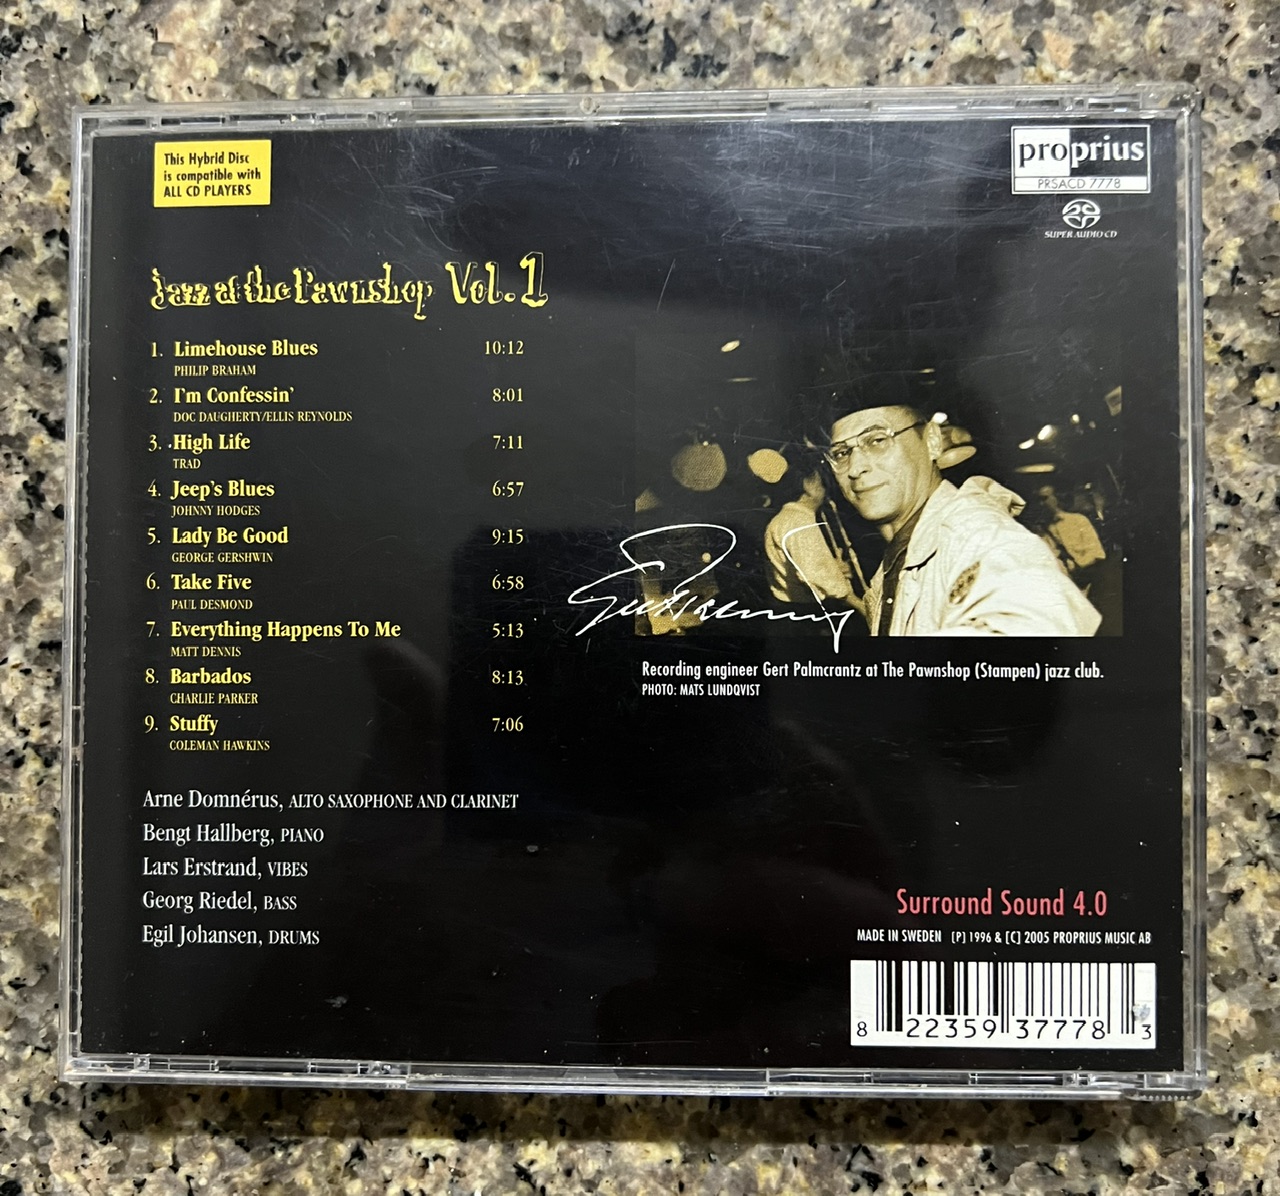 This Hybrid Disc
is compatible with
ALL CD PLAYERS
proprius
PRSACD 7778
SUPER AUDIO CD
Jazz at the Pawnshop Vol. 1
1. Limehouse Blues 10:12
PHILIP BRAHAM
2. I'm Confessin' 8:01
DOC DAUGHERTY/ELLIS REYNOLDS
3. High Life 7:11
TRAD
4. Jeep's Blues 6:57
JOHNNY HODGES
5. Lady Be Good 9:15
GEORGE GERSHWIN
6. Take Five 6:58
PAUL DESMOND
7. Everything Happens To Me 5:13
MATT DENNIS
8. Barbados 8:13
CHARLIE PARKER
9. Stuffy 7:06
COLEMAN HAWKINS
Recording engineer Gert Palmcrantz at The Pawnshop (Stampen) jazz club.
PHOTO: MATS LUNDQVIST
Arne Domnérus, ALTO SAXOPHONE AND CLARINET
Bengt Hallberg, PIANO
Lars Erstrand, VIBES
Georg Riedel, BASS
Egil Johansen, DRUMS
Surround Sound 4.0
MADE IN SWEDEN [P] 1996 & [C] 2005 PROPRIUS MUSIC AB
8 22359 37778 3